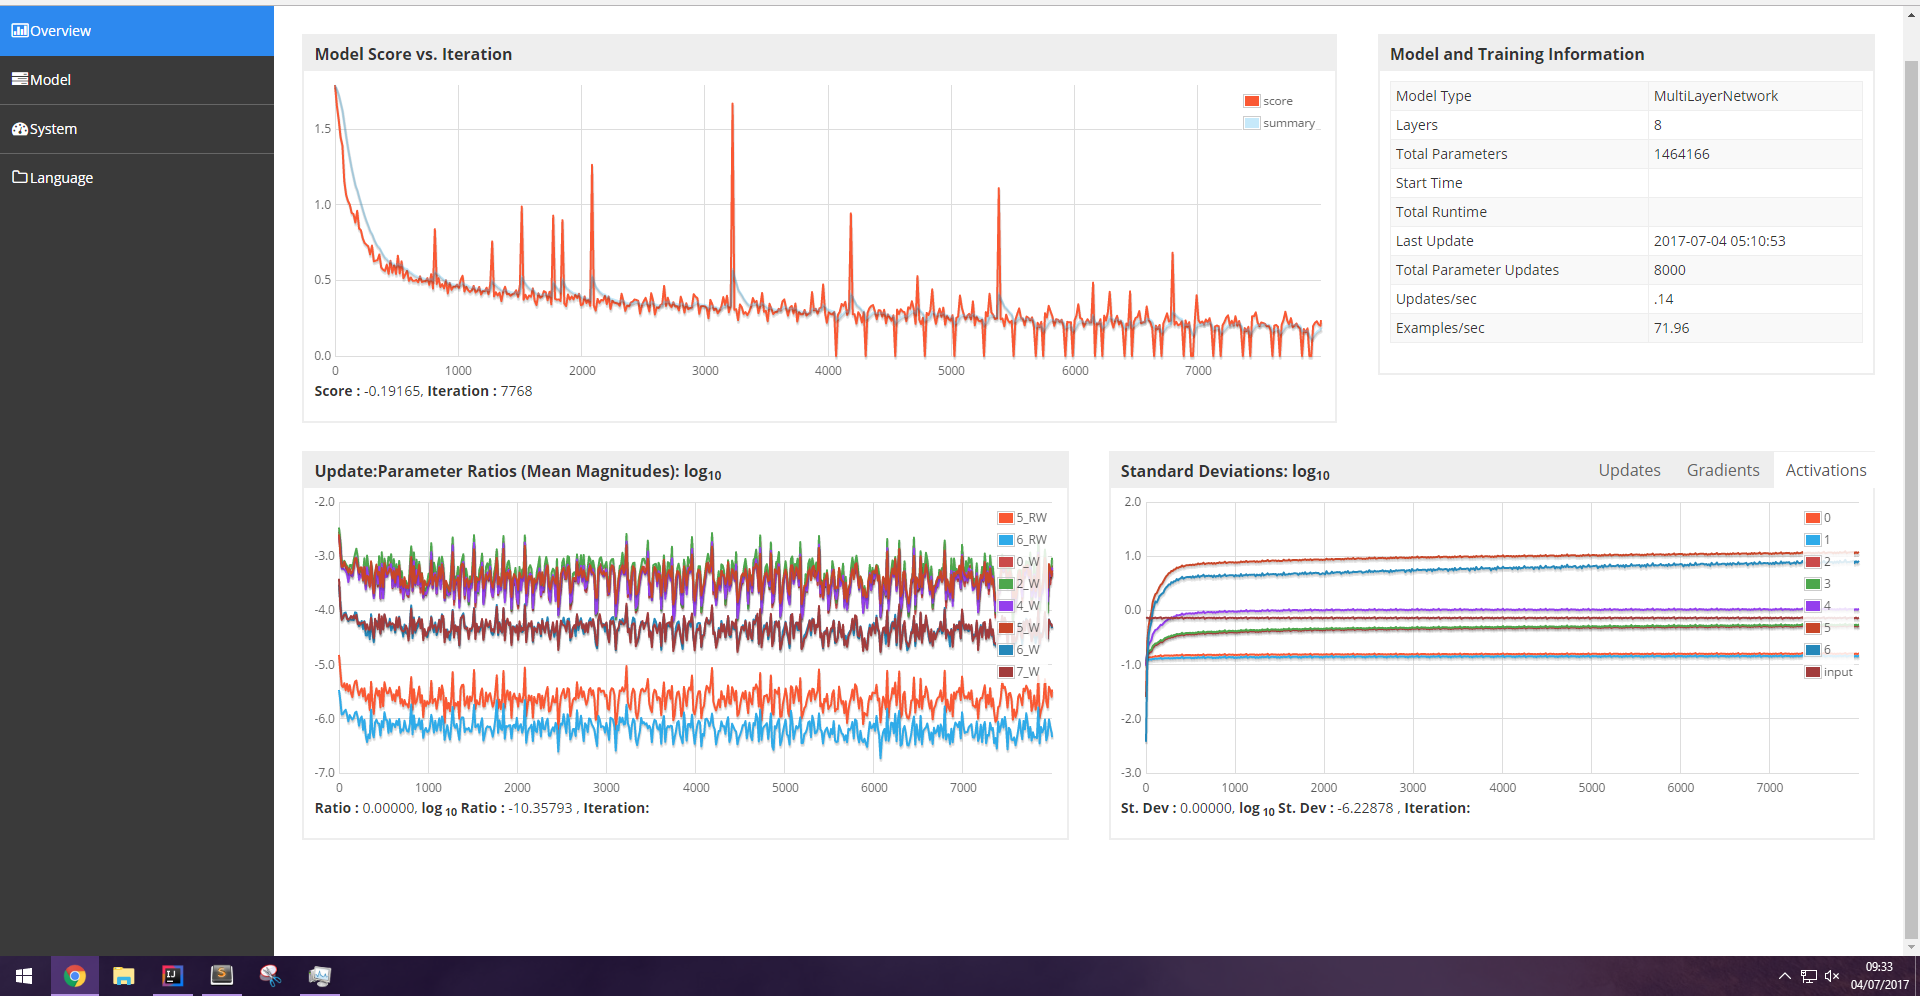 Overview
Model
System
Language
Model Score vs. Iteration
score
summary
1.5
1.0
0.5
0.0
0 1000 2000 3000 4000 5000 6000 7000
Score : -0.19165, Iteration : 7768
Model and Training Information
Model Type MultiLayerNetwork
Layers 8
Total Parameters 1464166
Start Time
Total Runtime
Last Update 2017-07-04 05:10:53
Total Parameter Updates 8000
Updates/sec .14
Examples/sec 71.96
Update:Parameter Ratios (Mean Magnitudes): log10
-2.0
-3.0
-4.0
-5.0
-6.0
-7.0
5_RW
6_RW
0_W
2_W
4_W
5_W
6_W
7_W
0 1000 2000 3000 4000 5000 6000 7000
Ratio : 0.00000, log 10 Ratio : -10.35793 , Iteration:
Standard Deviations: log10 Updates Gradients Activations
2.0
1.0
0.0
-1.0
-2.0
-3.0
0
1
2
3
4
5
6
input
0 1000 2000 3000 4000 5000 6000 7000
St. Dev : 0.00000, log 10 St. Dev : -6.22878 , Iteration:
IJ
S
09:33
04/07/2017